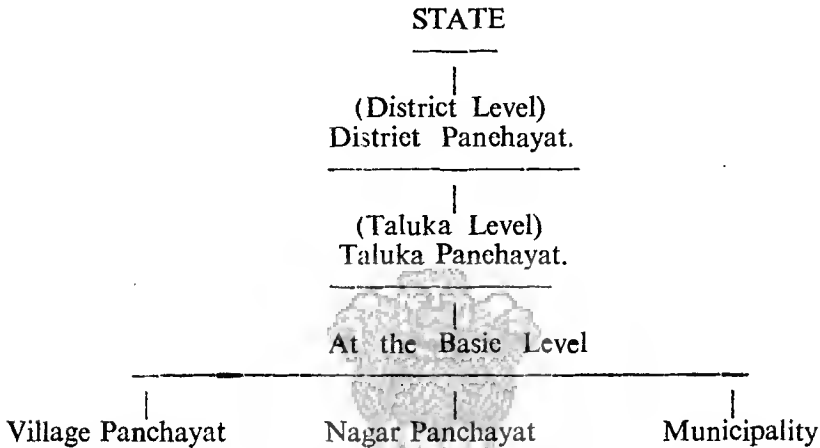 STATE
(District Level)
District Panchayat.
(Taluka Level)
Taluka Panchayat.
At the Basic Level
Village Panchayat Nagar Panchayat Municipality